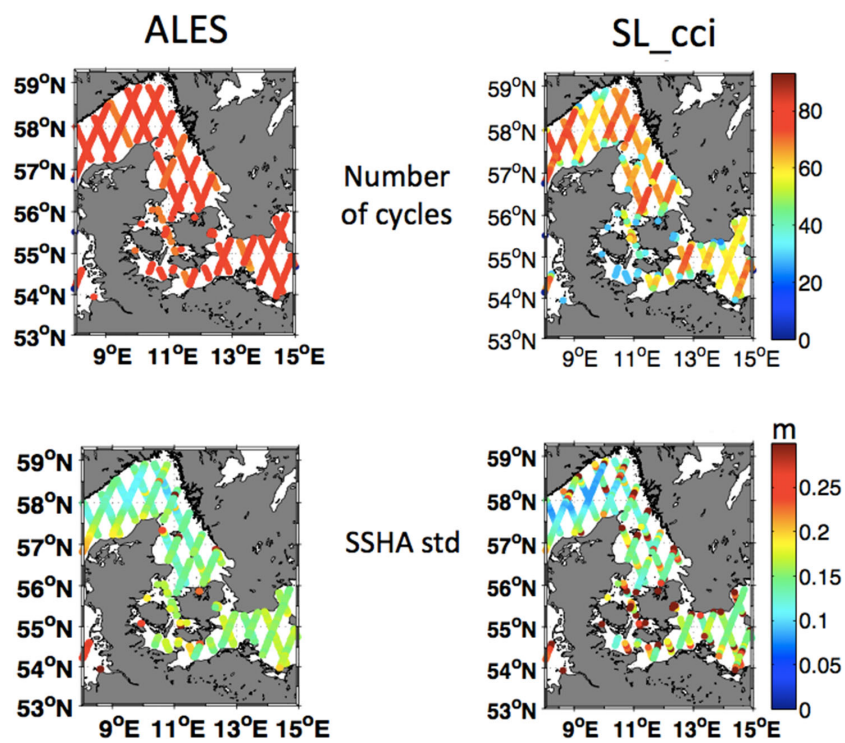 ALES
SL_cci
59°N
58°N
57°N
56°N
55°N
54°N
53°N
9°E 11°E 13°E 15°E
Number
of cycles
59°N
58°N
57°N
56°N
55°N
54°N
53°N
9°E 11°E 13°E 15°E
80
60
40
20
0
59°N
58°N
57°N
56°N
55°N
54°N
53°N
9°E 11°E 13°E 15°E
SSHA std
59°N
58°N
57°N
56°N
55°N
54°N
53°N
9°E 11°E 13°E 15°E
m
0.25
0.2
0.15
0.1
0.05
0